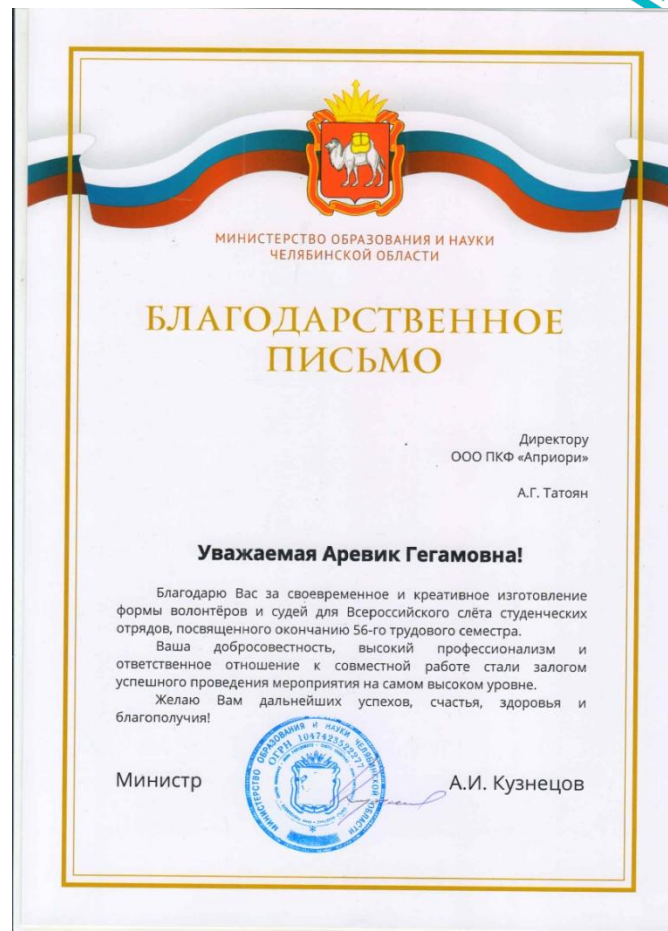 МИНИСТЕРСТВО ОБРАЗОВАНИЯ И НАУКИ
ЧЕЛЯБИНСКОЙ ОБЛАСТИ
БЛАГОДАРСТВЕННОЕ
ПИСЬМО
Директору
ООО ПКФ «Априори»
А.Г. Татоян
Уважаемая Аревик Гегамовна!
Благодарю Вас за своевременное и креативное изготовление
формы волонтёров и судей для Всероссийского слёта студенческих
отрядов, посвященного окончанию 56-го трудового семестра.
Ваша добросовестность, высокий профессионализм и
ответственное отношение к совместной работе стали залогом
успешного проведения мероприятия на самом высоком уровне.
Желаю Вам дальнейших успехов, счастья, здоровья и
благополучия!
МИНИСТЕРСТВО ОБРАЗОВАНИЯ И НАУКИ ЧЕЛЯБИНСКОЙ ОБЛАСТИ
Министр
А.И. Кузнецов